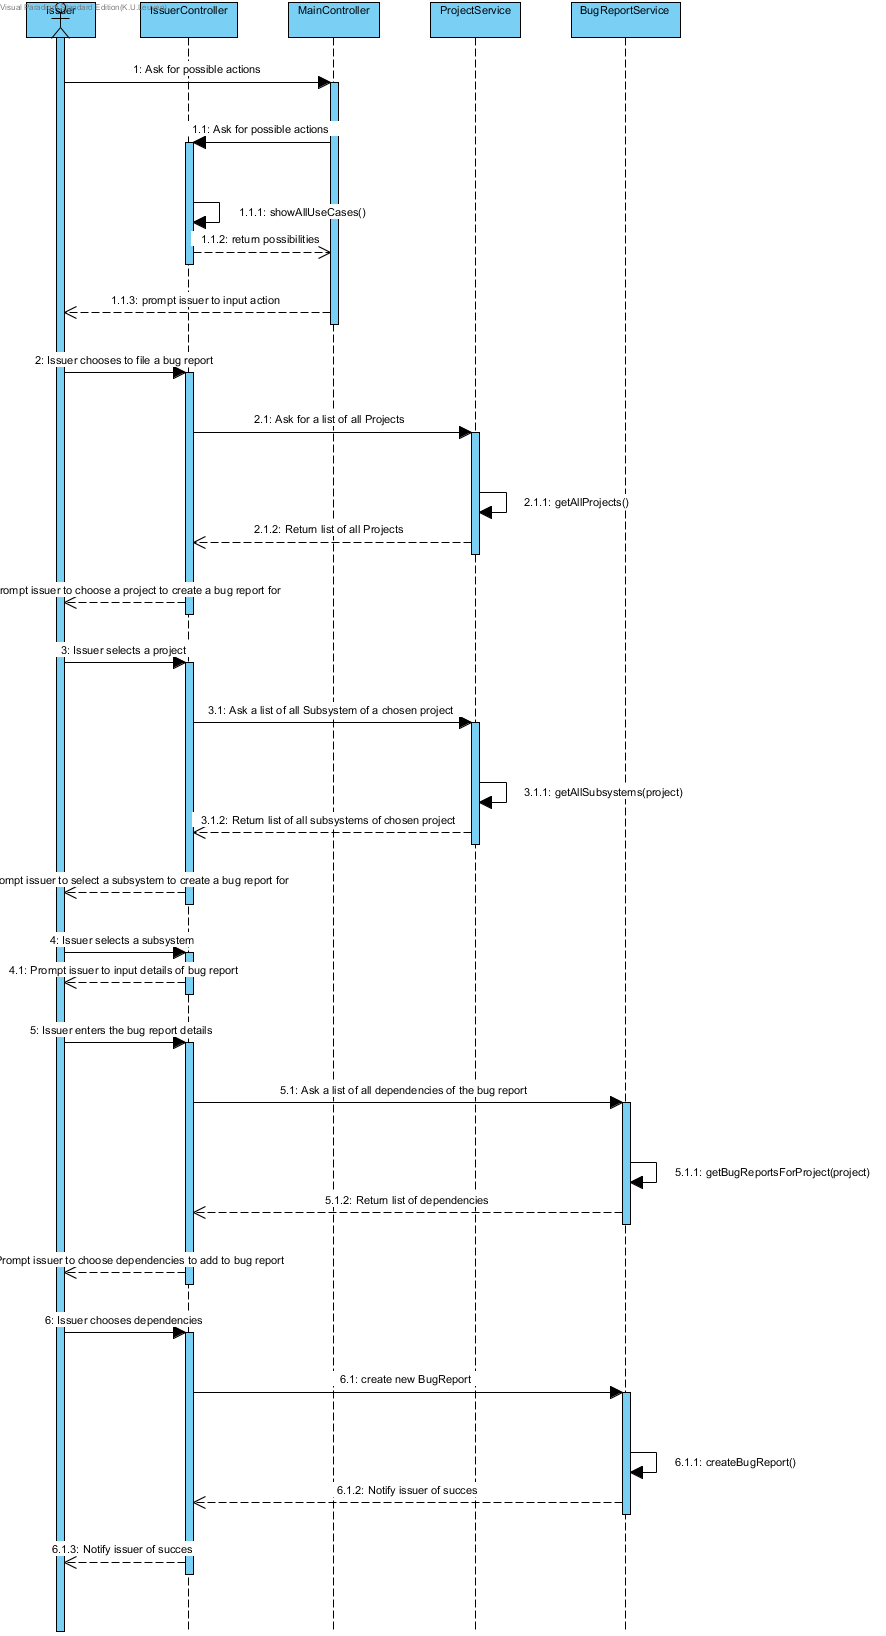 Visual Paradigm Standard Edition(K.U.Leuven)
Issuer
IssuerController
MainController
ProjectService
BugReportService
1: Ask for possible actions
1.1: Ask for possible actions
1.1.1: showAllUseCases()
1.1.2: return possibilities
1.1.3: prompt issuer to input action
2: Issuer chooses to file a bug report
2.1: Ask for a list of all Projects
2.1.1: getAllProjects()
2.1.2: Return list of all Projects
rompt issuer to choose a project to create a bug report for
3: Issuer selects a project
3.1: Ask a list of all Subsystem of a chosen project
3.1.1: getAllSubsystems(project)
3.1.2: Return list of all subsystems of chosen project
ompt issuer to select a subsystem to create a bug report for
4: Issuer selects a subsystem
4.1: Prompt issuer to input details of bug report
5: Issuer enters the bug report details
5.1: Ask a list of all dependencies of the bug report
5.1.1: getBugReportsForProject(project)
5.1.2: Return list of dependencies
Prompt issuer to choose dependencies to add to bug report
6: Issuer chooses dependencies
6.1: create new BugReport
6.1.1: createBugReport()
6.1.2: Notify issuer of succes
6.1.3: Notify issuer of succes